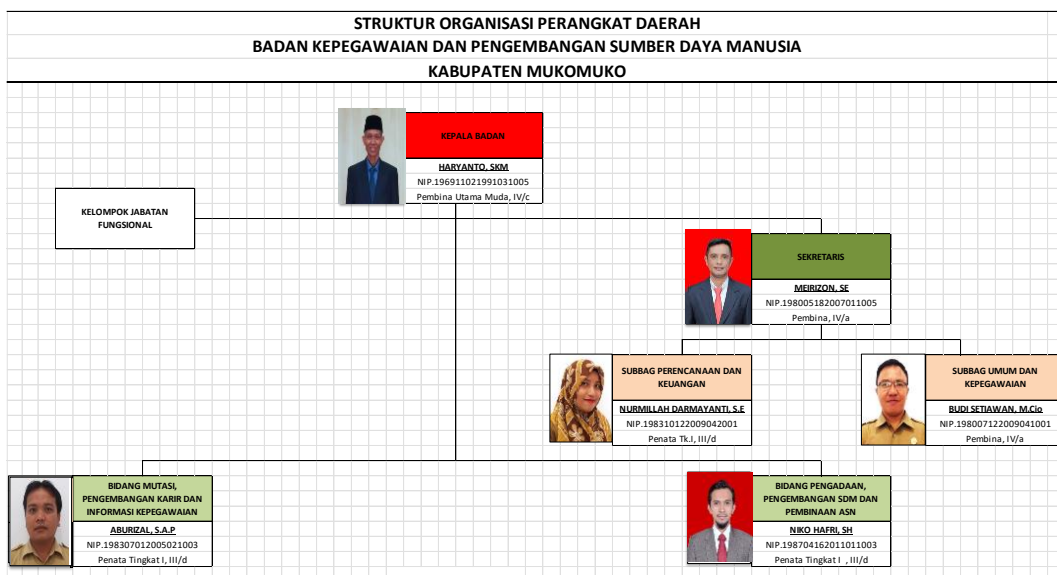 STRUKTUR ORGANISASI PERANGKAT DAERAH
BADAN KEPEGAWAIAN DAN PENGEMBANGAN SUMBER DAYA MANUSIA
KABUPATEN MUKOMUKO
KEPALA BADAN
HARYANTO, SKM
NIP.196911021991031005
Pembina Utama Muda, IV/c
KELOMPOK JABATAN
FUNGSIONAL
SEKRETARIS
MEIRIZON, SE
NIP.198005182007011005
Pembina, IV/a
SUBBAG PERENCANAAN DAN
KEUANGAN
NURMILLAH DARMAYANTI, S.E
NIP.198310122009042001
Penata Tk.I, III/d
SUBBAG UMUM DAN
KEPEGAWAIAN
BUDI SETIAWAN, M.Cio
NIP.198007122009041001
Pembina, IV/a
BIDANG MUTASI,
PENGEMBANGAN KARIR DAN
INFORMASI KEPEGAWAIAN
ABURIZAL, S.A.P
NIP.198307012005021003
Penata Tingkat I, III/d
BIDANG PENGADAAN,
PENGEMBANGAN SDM DAN
PEMBINAAN ASN
NIKO HAFRI, SH
NIP.198704162011011003
Penata Tingkat I , III/d